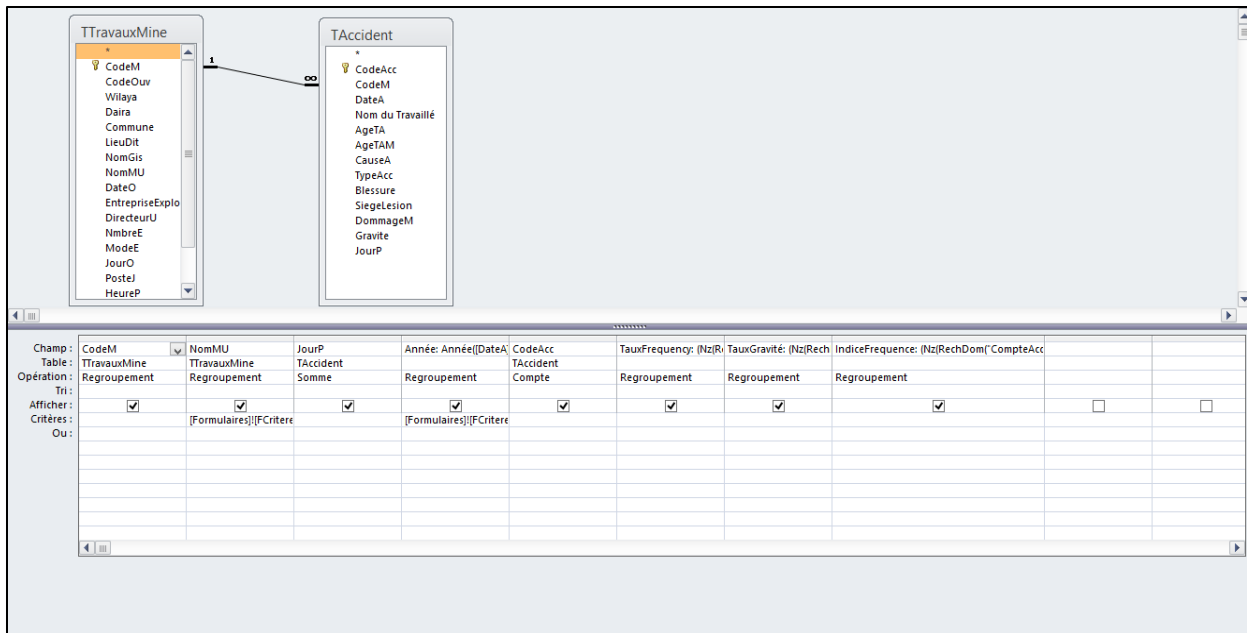 TTravauxMine
*
CodeM
CodeOuv
Wilaya
Daira
Commune
LieuDit
NomGis
NomMU
DateO
EntrepriseExplo
DirecteurU
NmbreE
ModeE
JourO
PosteJ
HeureP
1
∞
TAccident
*
CodeAcc
CodeM
DateA
Nom du Travaillé
AgeTA
AgeTAM
CauseA
TypeAcc
Blessure
SiegeLesion
DommageM
Gravite
JourP
Champ : CodeM NomMU JourP Année: Année([DateA] CodeAcc TauxFrequency: (Nz(R TauxGravité: (Nz(Rech IndiceFrequence: (Nz(RechDom("CompteAcc
Table : TTravauxMine TTravauxMine TAccident TAccident
Opération : Regroupement Regroupement Somme Regroupement Compte Regroupement Regroupement Regroupement
Tri :
Afficher :
Critères : [Formulaires]![FCritere [Formulaires]![FCritere
Ou :